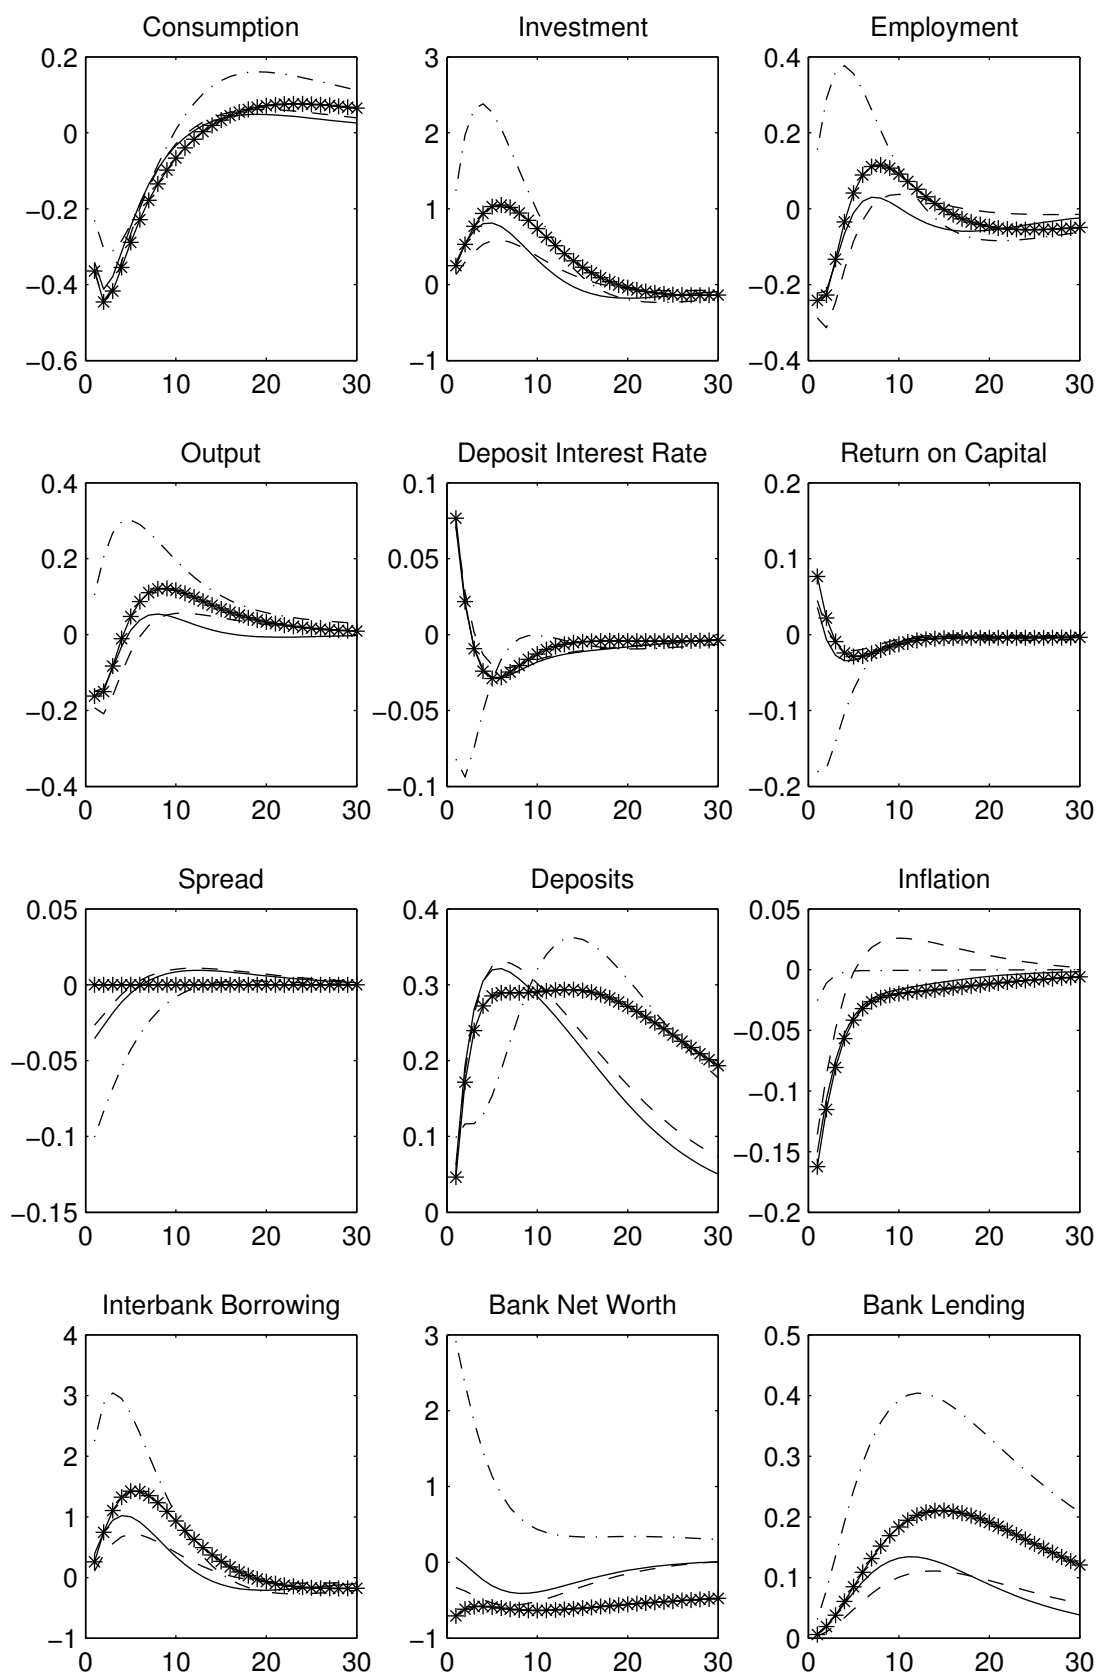 Consumption Investment Employment
0.2 3 0.4
0 2 0.2
−0.2 1 0
−0.4 0 −0.2
−0.6 −1 −0.4
0 10 20 30 0 10 20 30 0 10 20 30
Output Deposit Interest Rate Return on Capital
0.4 0.1 0.2
0.2 0.05 0.1
0 0 0
−0.2 −0.05 −0.1
−0.4 −0.1 −0.2
0 10 20 30 0 10 20 30 0 10 20 30
Spread Deposits Inflation
0.05 0.4 0.05
0 0.3 0
−0.05 0.2 −0.05
−0.1 0.1 −0.1
−0.15 0 −0.15
−0.2
0 10 20 30 0 10 20 30 0 10 20 30
Interbank Borrowing Bank Net Worth Bank Lending
4 3 0.5
3 2 0.4
2 1 0.3
1 0 0.2
0 −1 0.1
−1 0
0 10 20 30 0 10 20 30 0 10 20 30